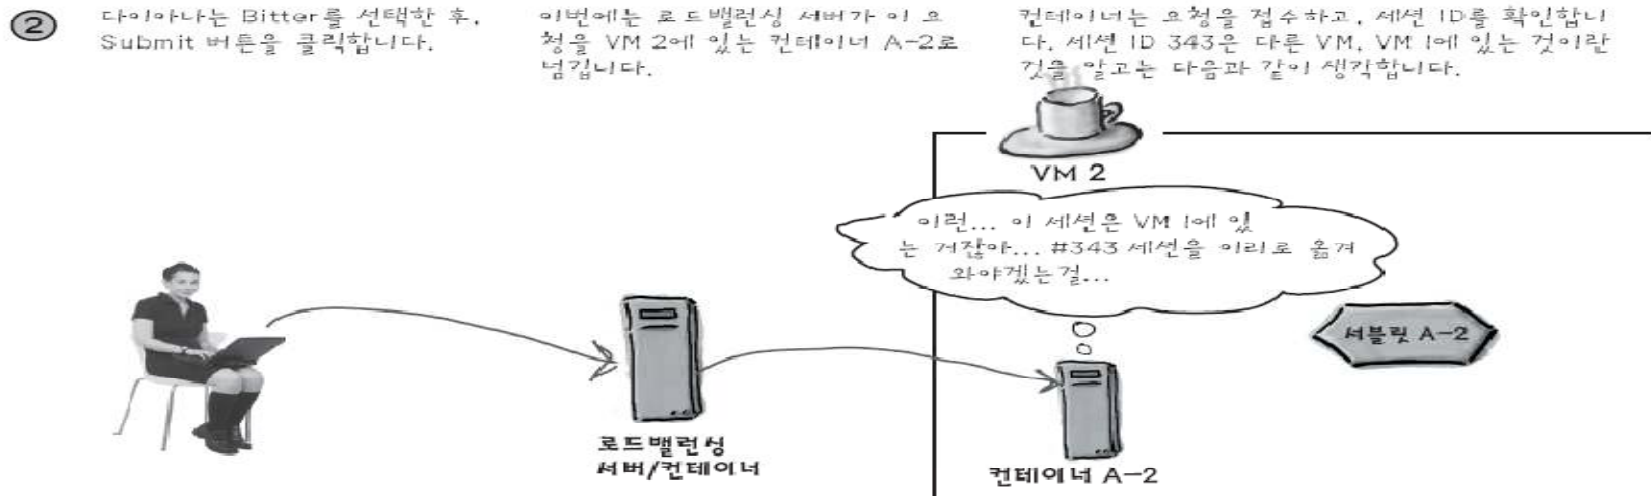 2
다이아나는 Bitter를 선택한 후,
Submit 버튼을 클릭합니다.
이번에는 로드밸런싱 서버가 이 요
청을 VM 2에 있는 컨테이너 A-2로
넘깁니다.
컨테이너는 요청을 접수하고, 세션 ID를 확인합니
다. 세션 ID 343은 다른 VM, VM 1에 있는 것이란
것을 알고는 다음과 같이 생각합니다.
VM 2
이런... 이 세션은 VM 1에 있
는 거잖아... #343 세션을 이리로 옮겨
와야겠는걸...
서블릿 A-2
로드밸런싱
서버/컨테이너
컨테이너 A-2